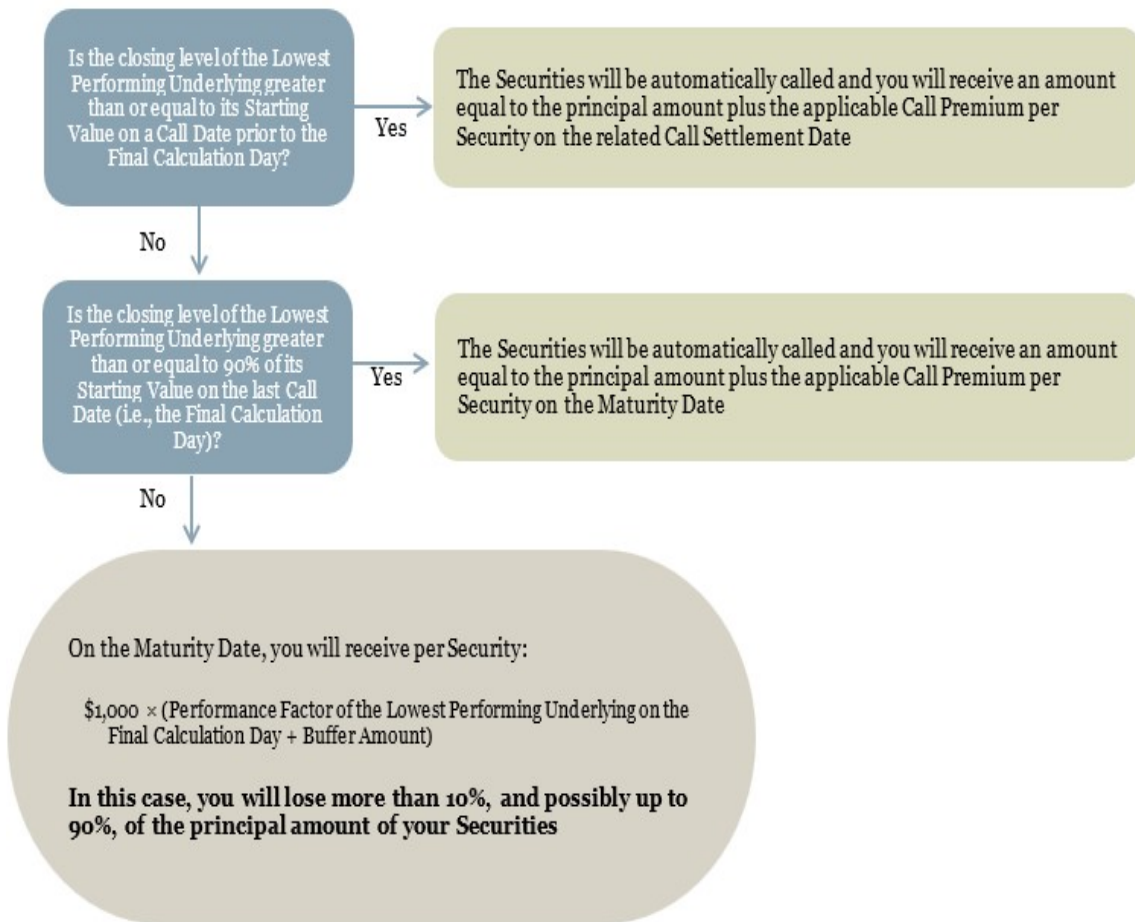 Is the closing level of the Lowest
Performing Underlying greater
than or equal to its Starting
Value on a Call Date prior to the
Final Calculation Day?
Yes
The Securities will be automatically called and you will receive an amount
equal to the principal amount plus the applicable Call Premium per
Security on the related Call Settlement Date
No
Is the closing level of the Lowest
Performing Underlying greater
than or equal to 90% of its
Starting Value on the last Call
Date (i.e., the Final Calculation
Day)?
Yes
The Securities will be automatically called and you will receive an amount
equal to the principal amount plus the applicable Call Premium per
Security on the Maturity Date
No
On the Maturity Date, you will receive per Security:
$1,000 × (Performance Factor of the Lowest Performing Underlying on the
Final Calculation Day + Buffer Amount)
In this case, you will lose more than 10%, and possibly up to
90%, of the principal amount of your Securities